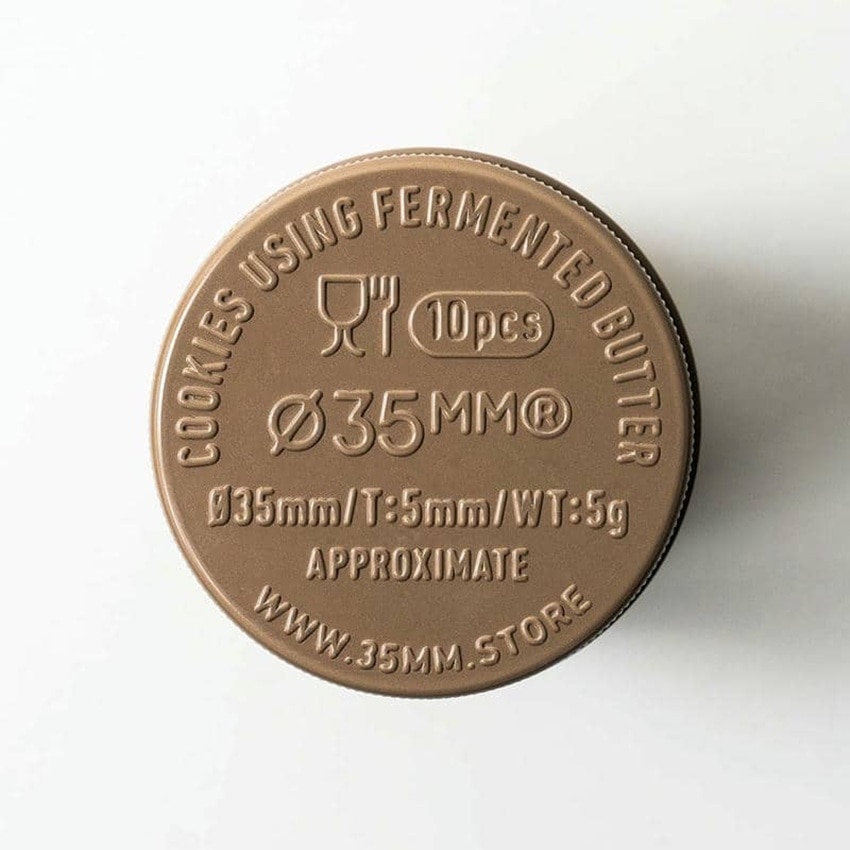 COOKIES USING FERMENTED BUTTER
10pcs
Ø35MM®
Ø35mm/T:5mm/WT:5g
APPROXIMATE
WWW.35MM.STORE